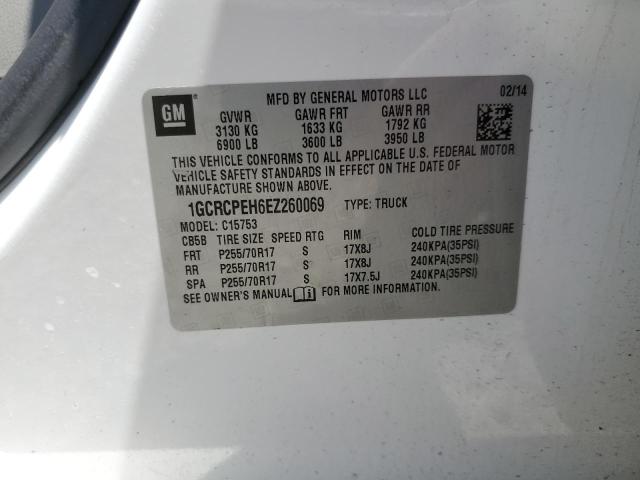 GM
MFD BY GENERAL MOTORS LLC 02/14
GVWR GAWR FRT GAWR RR
3130 KG 1633 KG 1792 KG
6900 LB 3600 LB 3950 LB
THIS VEHICLE CONFORMS TO ALL APPLICABLE U.S. FEDERAL MOTOR
VEHICLE SAFETY STANDARDS IN EFFECT ON THE DATE OF
MANUFACTURE SHOWN ABOVE.
1GCRCPEH6EZ260069 TYPE: TRUCK
MODEL: C15753
CB5B TIRE SIZE SPEED RTG RIM COLD TIRE PRESSURE
FRT P255/70R17 S 17X8J 240KPA(35PSI)
RR P255/70R17 S 17X8J 240KPA(35PSI)
SPA P255/70R17 S 17X7.5J 240KPA(35PSI)
SEE OWNER'S MANUAL FOR MORE INFORMATION.